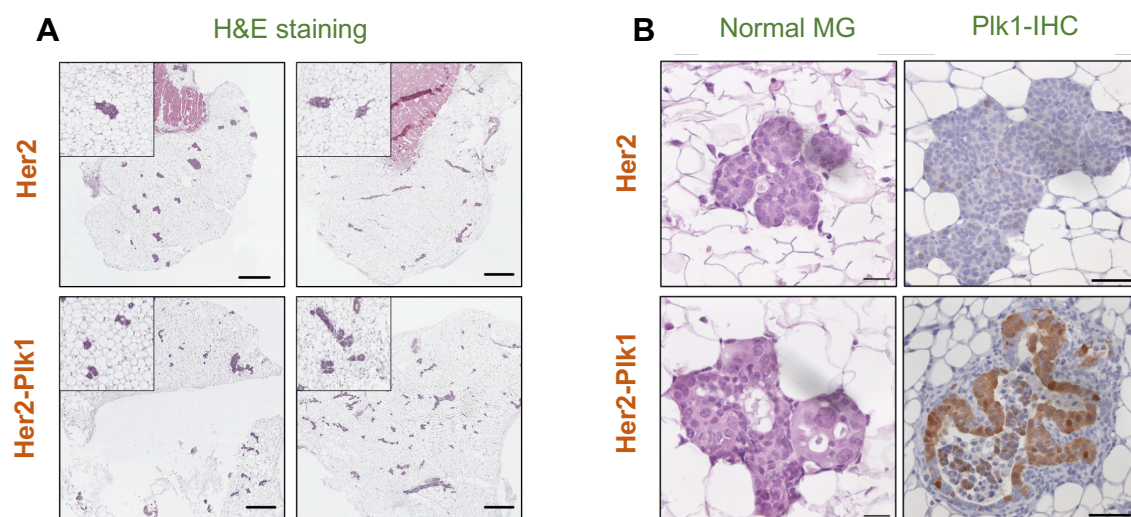 A
H&E staining
B
Normal MG
Plk1-IHC
Her2
Her2-Plk1
Her2
Her2-Plk1